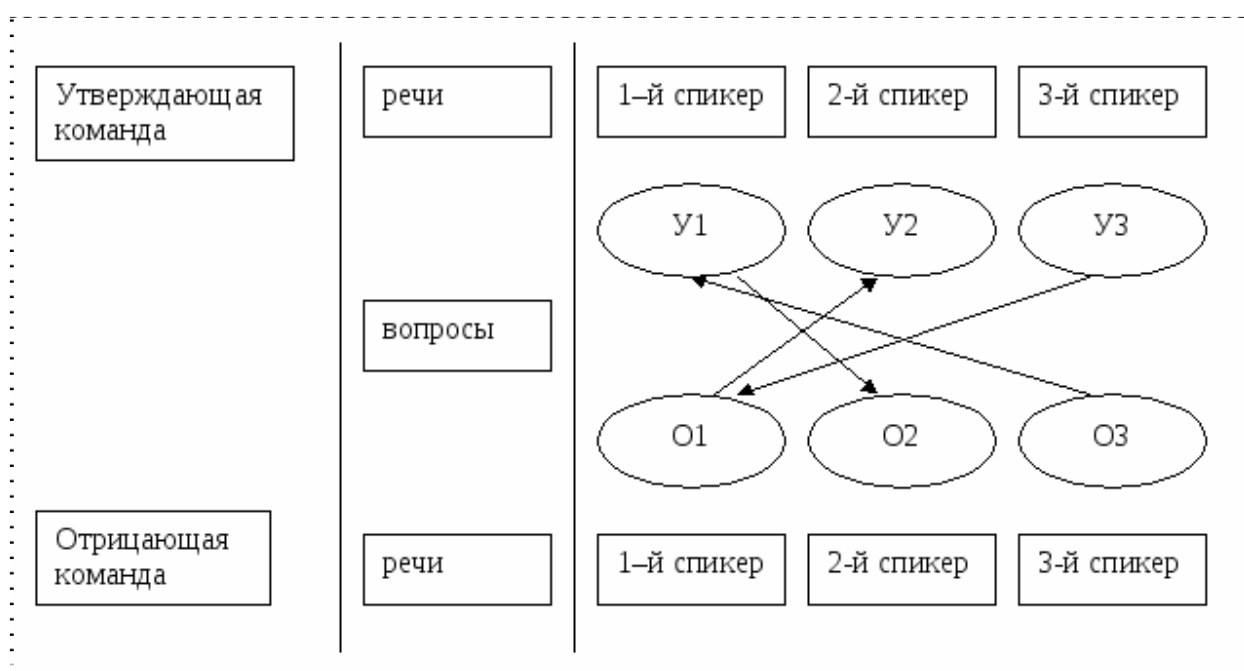 Утверждающая
команда
речи
1–й спикер
2-й спикер
3-й спикер
У1
У2
У3
вопросы
О1
О2
О3
Отрицающая
команда
речи
1–й спикер
2-й спикер
3-й спикер